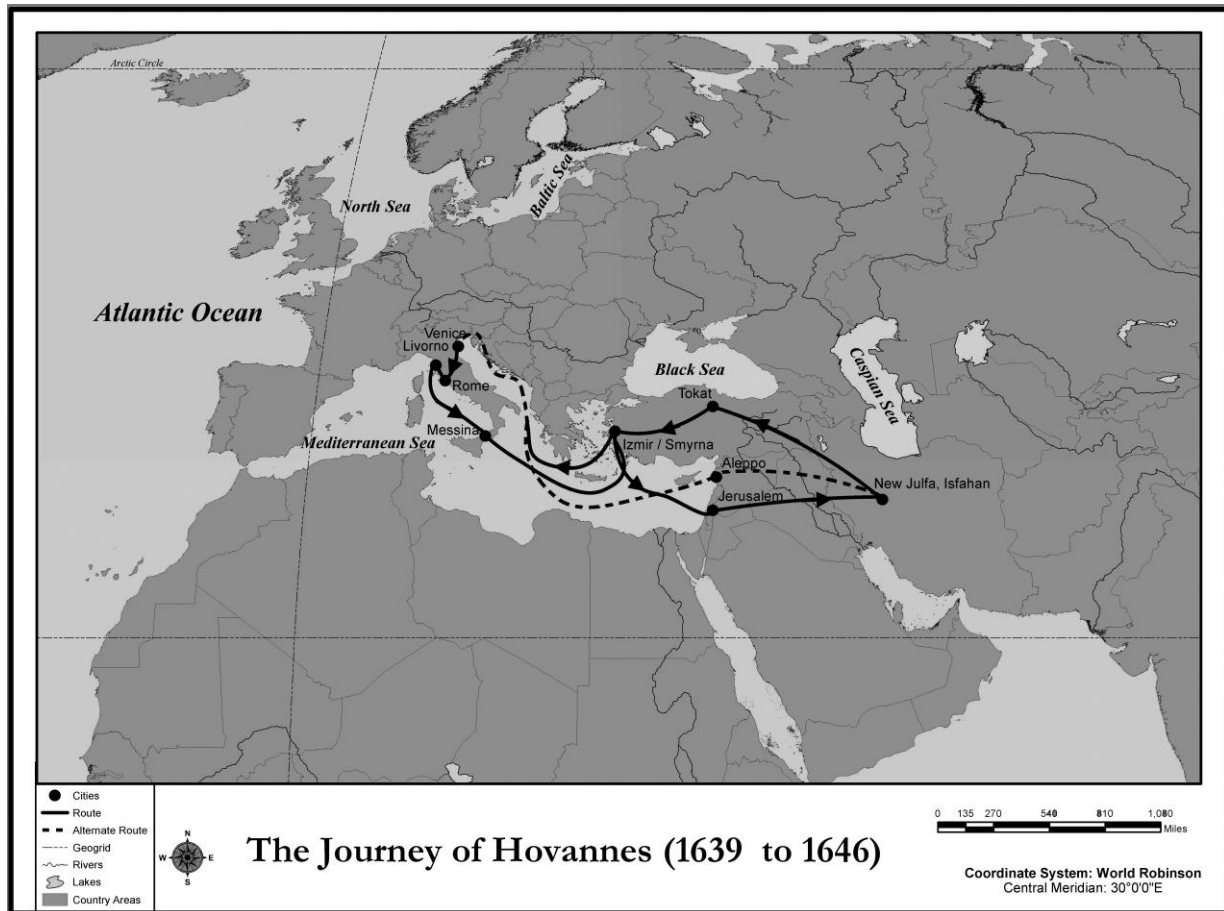 Arctic Circle
North Sea
Baltic Sea
Atlantic Ocean
Venice
Livorno
Rome
Black Sea
Caspian Sea
Tokat
Messina
Mediterranean Sea
Izmir / Smyrna
Aleppo
New Julfa, Isfahan
Jerusalem
Cities
Route
Alternate Route
Geogrid
Rivers
Lakes
Country Areas
N
W E
S
The Journey of Hovannes (1639 to 1646)
0 135 270 540 810 1,080
Miles
Coordinate System: World Robinson
Central Meridian: 30°0'0"E